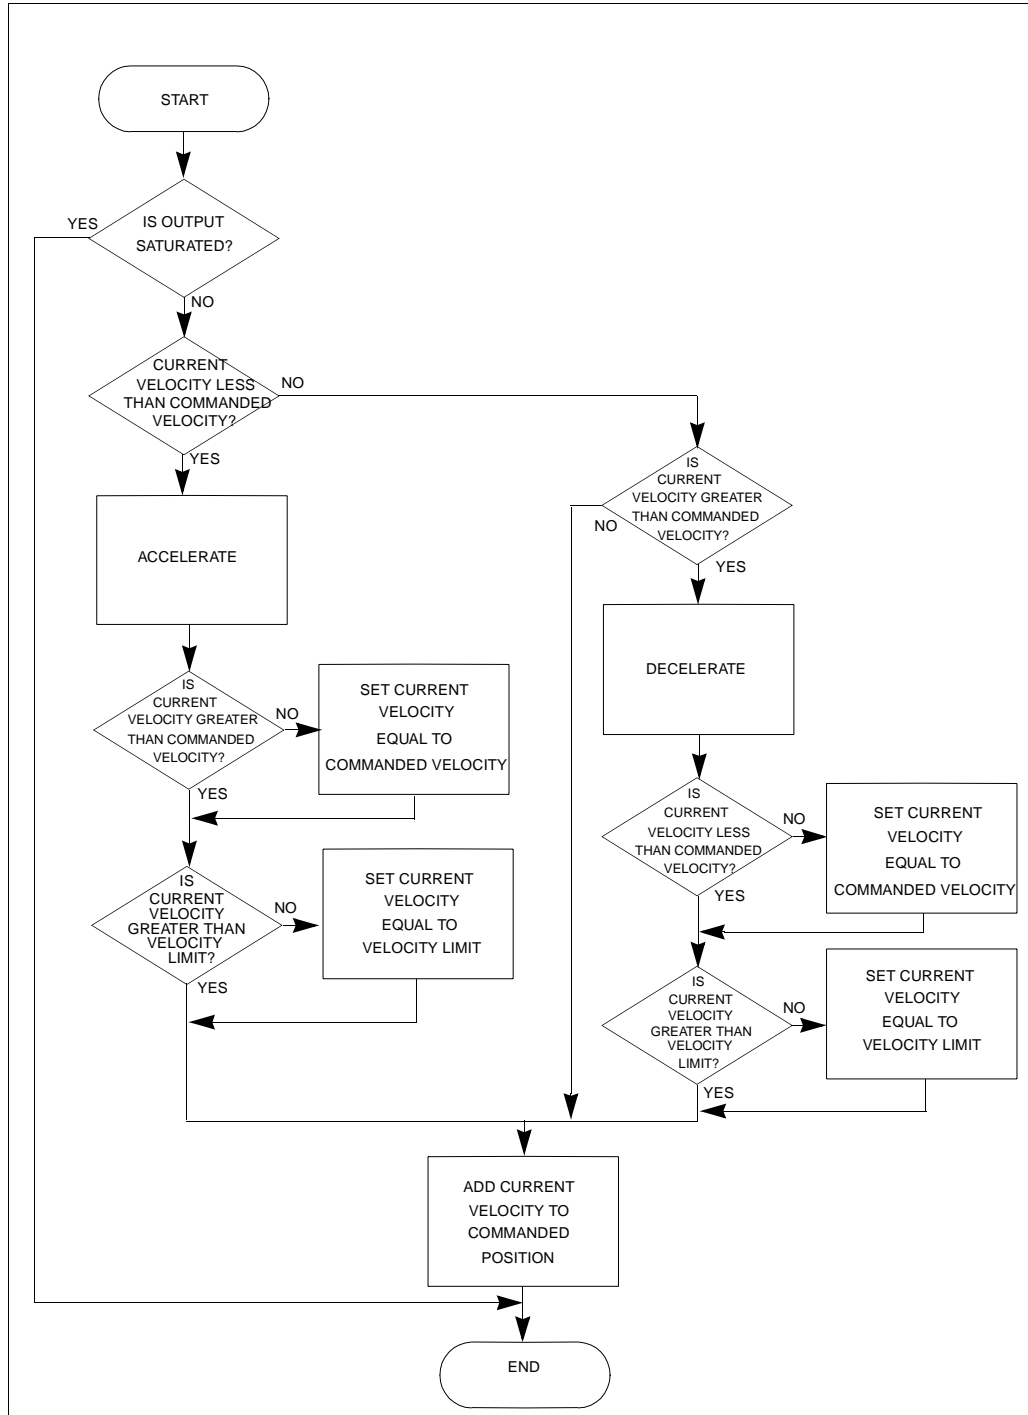 START
IS OUTPUT
SATURATED?
YES
NO
CURRENT
VELOCITY LESS
THAN COMMANDED
VELOCITY?
NO
YES
ACCELERATE
IS
CURRENT
VELOCITY GREATER
THAN COMMANDED
VELOCITY?
NO
YES
SET CURRENT
VELOCITY
EQUAL TO
COMMANDED VELOCITY
IS
CURRENT
VELOCITY
GREATER THAN
VELOCITY
LIMIT?
NO
YES
SET CURRENT
VELOCITY
EQUAL TO
VELOCITY LIMIT
IS
CURRENT
VELOCITY GREATER
THAN COMMANDED
VELOCITY?
NO
YES
DECELERATE
IS
CURRENT
VELOCITY LESS
THAN COMMANDED
VELOCITY?
NO
YES
SET CURRENT
VELOCITY
EQUAL TO
COMMANDED VELOCITY
IS
CURRENT
VELOCITY
GREATER THAN
VELOCITY
LIMIT?
NO
YES
SET CURRENT
VELOCITY
EQUAL TO
VELOCITY LIMIT
ADD CURRENT
VELOCITY TO
COMMANDED
POSITION
END